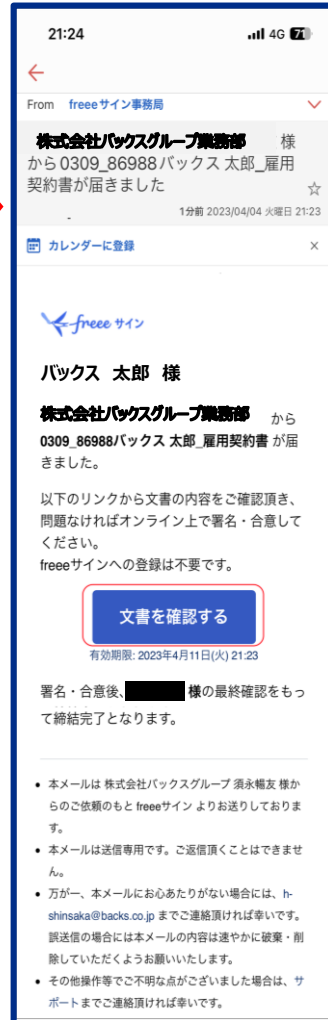 21:24
4G 71
From freeeサイン事務局
株式会社バックスグループ業務部 様
から0309_86988バックス 太郎_雇用
契約書が届きました
1分前 2023/04/04 火曜日 21:23
カレンダーに登録
freee サイン
バックス 太郎 様
株式会社バックスグループ業務部 から
0309_86988バックス 太郎_雇用契約書 が届
きました。
以下のリンクから文書の内容をご確認頂き、
問題なければオンライン上で署名・合意して
ください。
freeeサインへの登録は不要です。
文書を確認する
有効期限: 2023年4月11日(火) 21:23
署名・合意後、 様の最終確認をもっ
て締結完了となります。
本メールは 株式会社バックスグループ 須永暢友 様か
らのご依頼のもと freeeサイン よりお送りしておりま
す。
本メールは送信専用です。ご返信頂くことはできませ
ん。
万が一、本メールにお心あたりがない場合には、h-
shinsaka@backs.co.jp までご連絡頂ければ幸いです。
誤送信の場合には本メールの内容は速やかに破棄・削
除していただくようお願いいたします。
その他操作等でご不明な点がございました場合は、サ
ポートまでご連絡頂ければ幸いです。